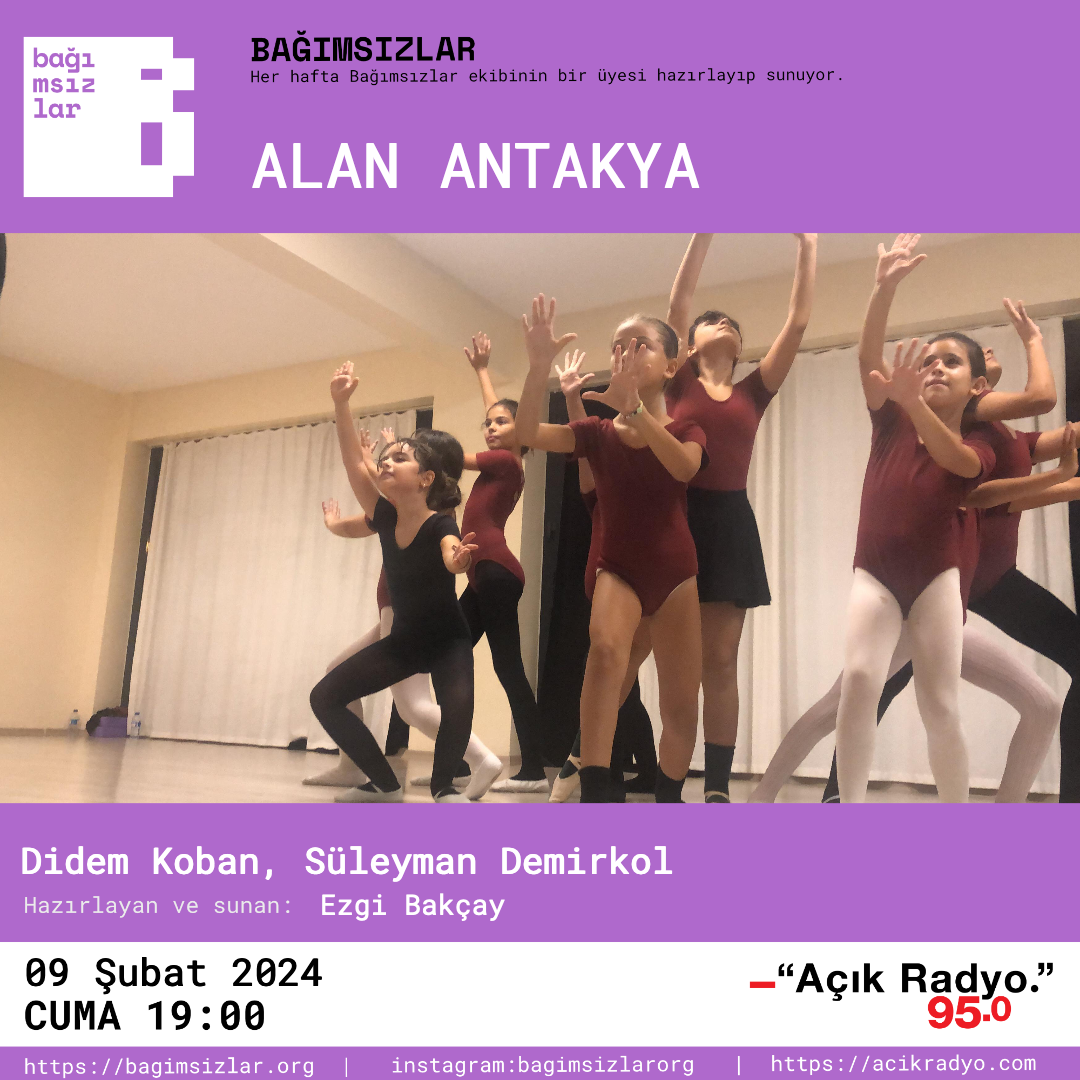 bağı
msız
lar
BAĞIMSIZLAR
Her hafta Bağımsızlar ekibinin bir üyesi hazırlayıp sunuyor.
ALAN ANTAKYA
Didem Koban, Süleyman Demirkol
Hazırlayan ve sunan: Ezgi Bakçay
09 Şubat 2024
CUMA 19:00
“Açık Radyo.”
95.0
https://bagimsizlar.org | instagram:bagimsizlarorg | https://acikradyo.com